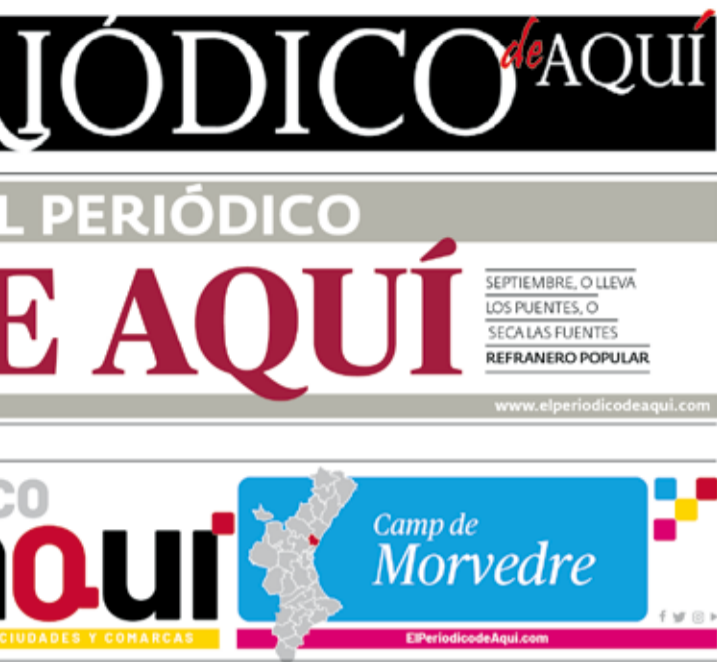 RIÓDICO de AQUÍ
L PERIÓDICO
E AQUÍ
SEPTIEMBRE, O LLEVA
LOS PUENTES, O
SECA LAS FUENTES
REFRANERO POPULAR
www.elperiodicodeaqui.com
CO
aquí
CIUDADES Y COMARCAS
Camp de
Morvedre
ElPeriodicodeAqui.com